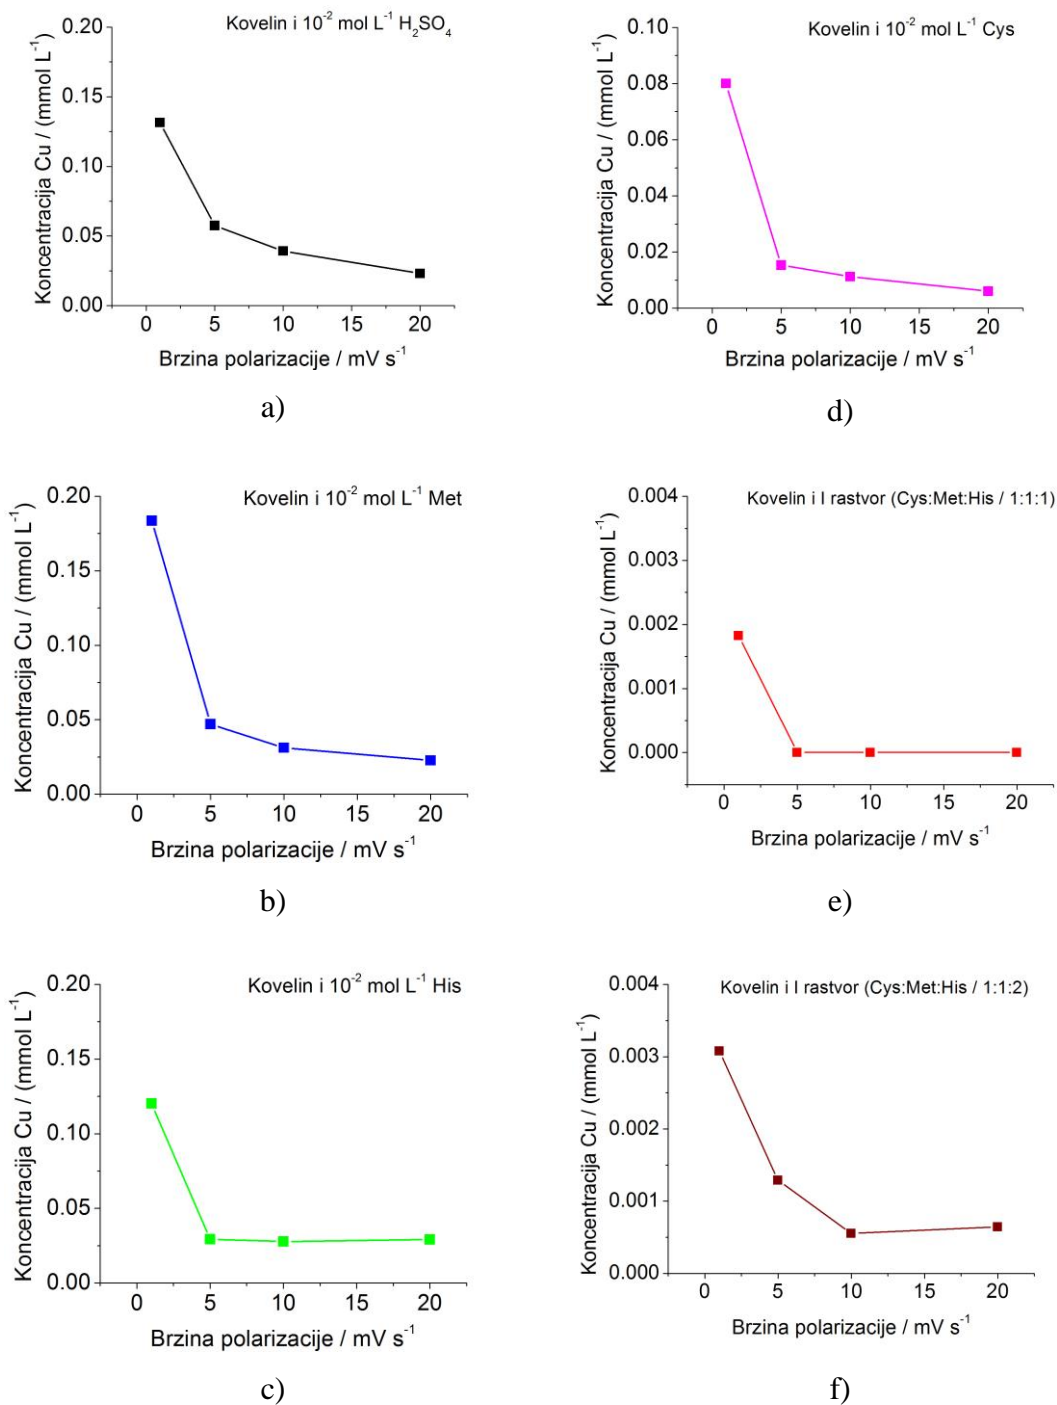 Kovelin i 10⁻² mol L⁻¹ H₂SO₄
Koncentracija Cu / (mmol L⁻¹)
0.20
0.15
0.10
0.05
0.00
0 5 10 15 20
Brzina polarizacije / mV s⁻¹
a)
Kovelin i 10⁻² mol L⁻¹ Cys
Koncentracija Cu / (mmol L⁻¹)
0.10
0.08
0.06
0.04
0.02
0.00
0 5 10 15 20
Brzina polarizacije / mV s⁻¹
d)
Kovelin i 10⁻² mol L⁻¹ Met
Koncentracija Cu / (mmol L⁻¹)
0.20
0.15
0.10
0.05
0.00
0 5 10 15 20
Brzina polarizacije / mV s⁻¹
b)
Kovelin i I rastvor (Cys:Met:His / 1:1:1)
Koncentracija Cu / (mmol L⁻¹)
0.004
0.003
0.002
0.001
0.000
0 5 10 15 20
Brzina polarizacije / mV s⁻¹
e)
Kovelin i 10⁻² mol L⁻¹ His
Koncentracija Cu / (mmol L⁻¹)
0.20
0.15
0.10
0.05
0.00
0 5 10 15 20
Brzina polarizacije / mV s⁻¹
c)
Kovelin i I rastvor (Cys:Met:His / 1:1:2)
Koncentracija Cu / (mmol L⁻¹)
0.004
0.003
0.002
0.001
0.000
0 5 10 15 20
Brzina polarizacije / mV s⁻¹
f)